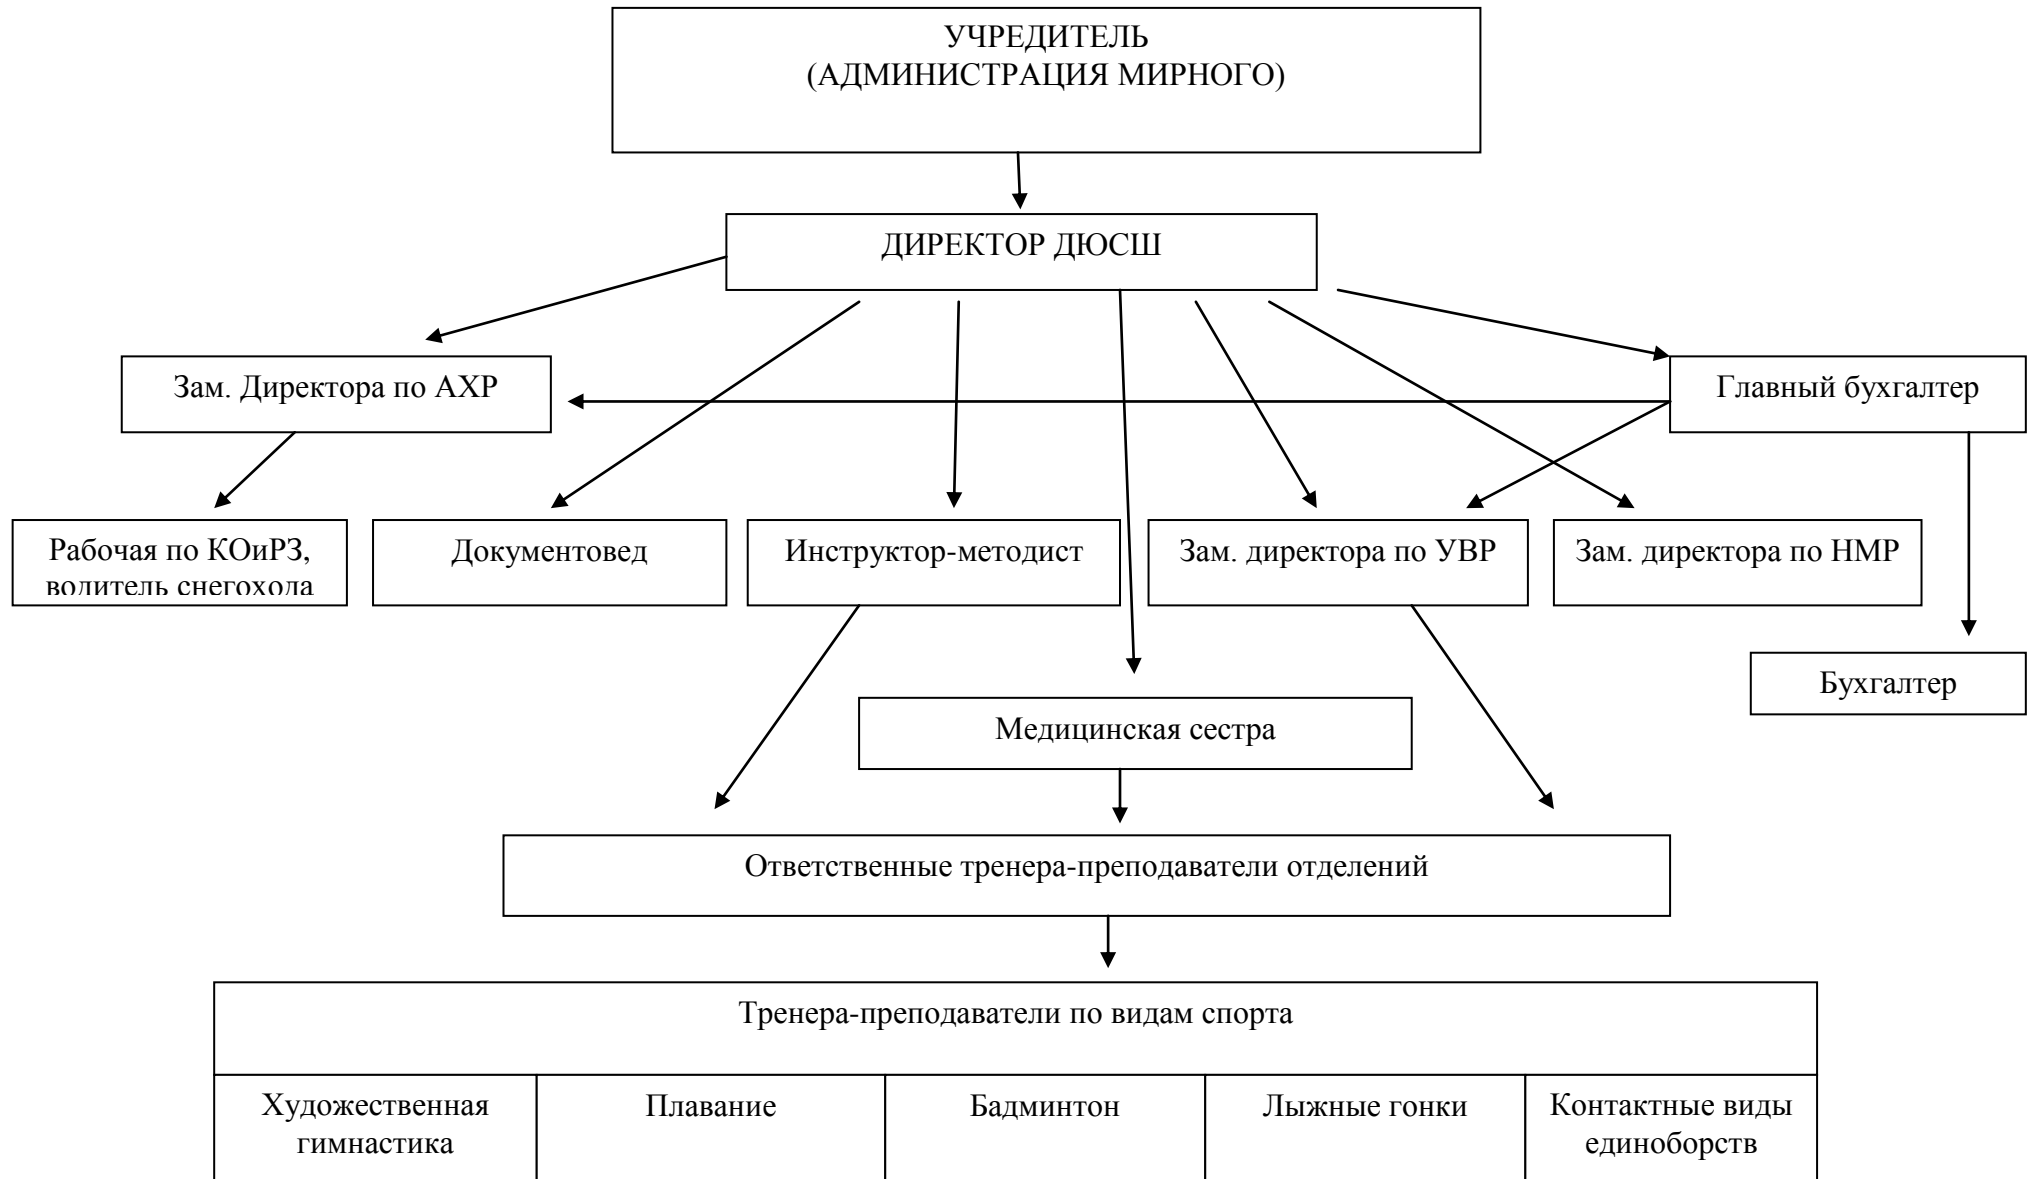 УЧРЕДИТЕЛЬ
(АДМИНИСТРАЦИЯ МИРНОГО)
ДИРЕКТОР ДЮСШ
Зам. Директора по АХР
Главный бухгалтер
Рабочая по КОиРЗ,
водитель снегохода
Документовед
Инструктор-методист
Зам. директора по УВР
Зам. директора по НМР
Бухгалтер
Медицинская сестра
Ответственные тренера-преподаватели отделений
Тренера-преподаватели по видам спорта
Художественная
гимнастика
Плавание
Бадминтон
Лыжные гонки
Контактные виды
единоборств